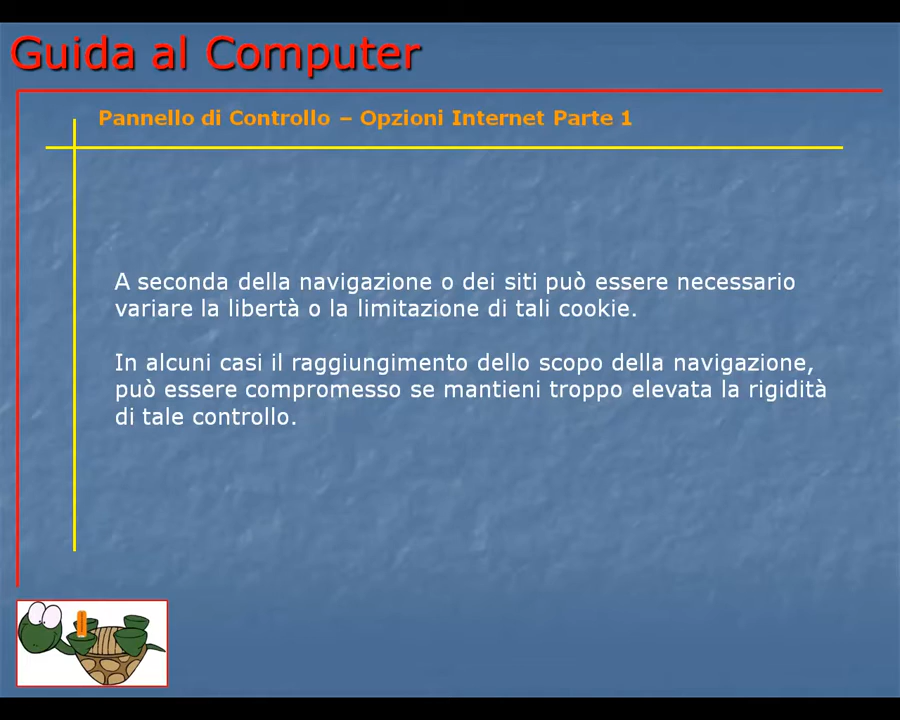 Guida al Computer
Pannello di Controllo – Opzioni Internet Parte 1
A seconda della navigazione o dei siti può essere necessario
variare la libertà o la limitazione di tali cookie.
In alcuni casi il raggiungimento dello scopo della navigazione,
può essere compromesso se mantieni troppo elevata la rigidità
di tale controllo.